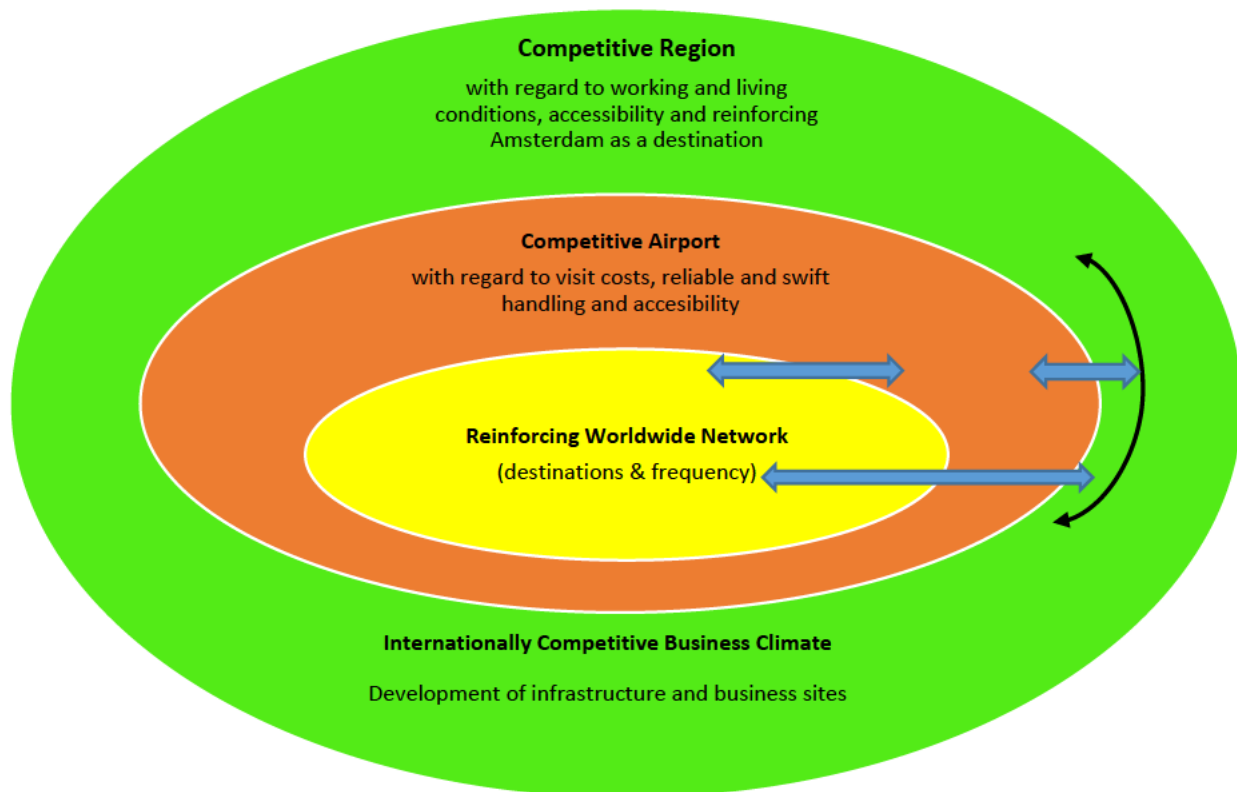 Competitive Region
with regard to working and living
conditions, accessibility and reinforcing
Amsterdam as a destination
Competitive Airport
with regard to visit costs, reliable and swift
handling and accesibility
Reinforcing Worldwide Network
(destinations & frequency)
Internationally Competitive Business Climate
Development of infrastructure and business sites